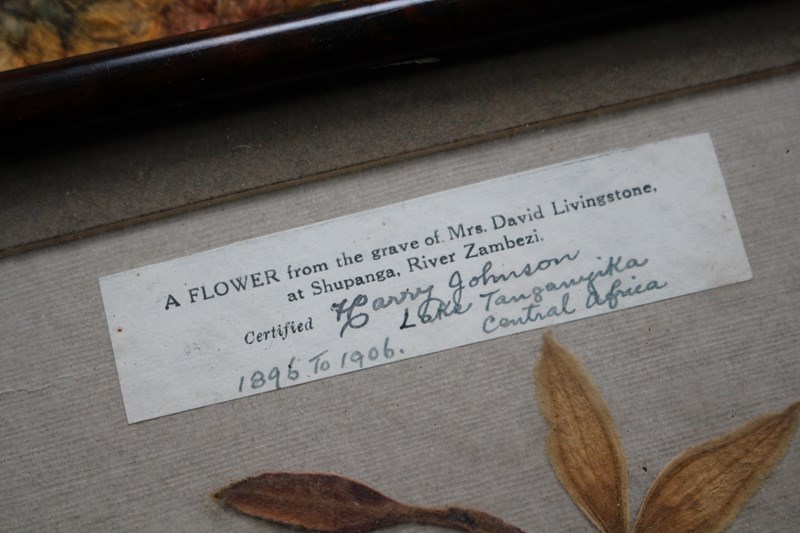 A FLOWER from the grave of Mrs. David Livingstone,
at Shupanga, River Zambezi.
Certified Harry Johnson
Lake Tanganyika
1896 To 1906. Central Africa